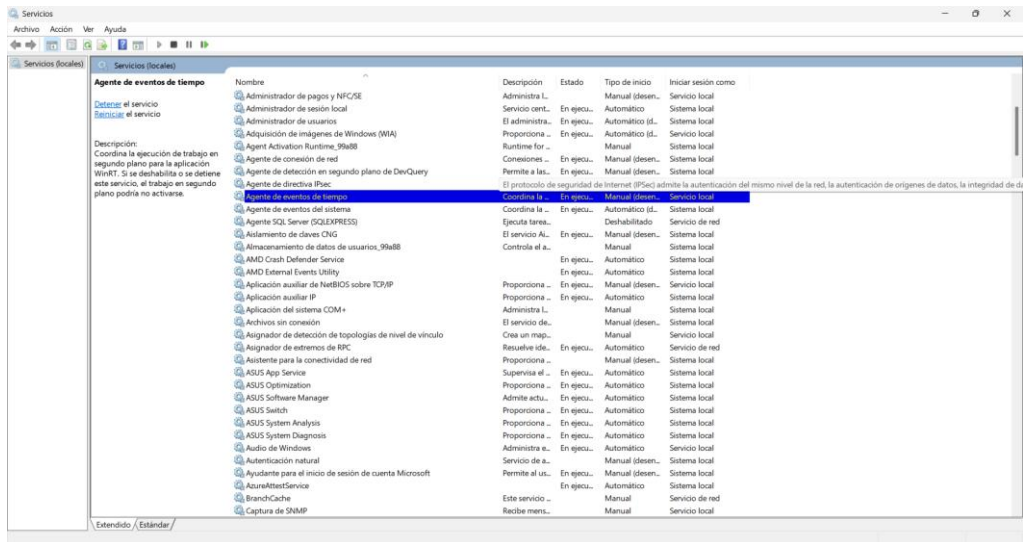 Servicios
Archivo Acción Ver Ayuda
Servicios (locales)
Servicios (locales)
Agente de eventos de tiempo
Detener el servicio
Reiniciar el servicio
Descripción:
Coordina la ejecución de trabajo en
segundo plano para la aplicación
WinRT. Si se deshabilita o se detiene
este servicio, el trabajo en segundo
plano podría no activarse.
Nombre Descripción Estado Tipo de inicio Iniciar sesión como
Administrador de pagos y NFC/SE Administra l... Manual (desen... Servicio local
Administrador de sesión local Servicio cent... En ejecu... Automático Sistema local
Administrador de usuarios El administra... En ejecu... Automático (d... Sistema local
Adquisición de imágenes de Windows (WIA) Proporciona ... En ejecu... Automático (d... Servicio local
Agent Activation Runtime_99a88 Runtime for ... Manual Sistema local
Agente de conexión de red Conexiones ... En ejecu... Manual (desen... Sistema local
Agente de detección en segundo plano de DevQuery Permite a las... En ejecu... Manual (desen... Sistema local
Agente de directiva IPsec El protocolo de seguridad de Internet (IPSec) admite la autenticación del mismo nivel de la red, la autenticación de orígenes de datos, la integridad de da
Agente de eventos de tiempo Coordina la ... En ejecu... Manual (desen... Servicio local
Agente de eventos del sistema Coordina la ... En ejecu... Automático (d... Sistema local
Agente SQL Server (SQLEXPRESS) Ejecuta tarea... Deshabilitado Servicio de red
Aislamiento de claves CNG El servicio Ai... En ejecu... Manual (desen... Sistema local
Almacenamiento de datos de usuarios_99a88 Controla el a... Manual Sistema local
AMD Crash Defender Service En ejecu... Automático Sistema local
AMD External Events Utility En ejecu... Automático Sistema local
Aplicación auxiliar de NetBIOS sobre TCP/IP Proporciona ... En ejecu... Manual (desen... Servicio local
Aplicación auxiliar IP Proporciona ... En ejecu... Automático Sistema local
Aplicación del sistema COM+ Administra l... Manual Sistema local
Archivos sin conexión El servicio de... Manual (desen... Sistema local
Asignador de detección de topologías de nivel de vínculo Crea un map... Manual Servicio local
Asignador de extremos de RPC Resuelve ide... En ejecu... Automático Servicio de red
Asistente para la conectividad de red Proporciona ... Manual (desen... Sistema local
ASUS App Service Supervisa el ... En ejecu... Automático Sistema local
ASUS Optimization Proporciona ... En ejecu... Automático Sistema local
ASUS Software Manager Admite actu... En ejecu... Automático Sistema local
ASUS Switch Proporciona ... En ejecu... Automático Sistema local
ASUS System Analysis Proporciona ... En ejecu... Automático Sistema local
ASUS System Diagnosis Proporciona ... En ejecu... Automático Sistema local
Audio de Windows Administra e... En ejecu... Automático Servicio local
Autenticación natural Servicio de a... Manual (desen... Sistema local
Ayudante para el inicio de sesión de cuenta Microsoft Permite al us... En ejecu... Manual (desen... Sistema local
AzureAttestService En ejecu... Automático Sistema local
BranchCache Este servicio ... Manual Servicio de red
Captura de SNMP Recibe mens... Manual Servicio local
Extendido Estándar